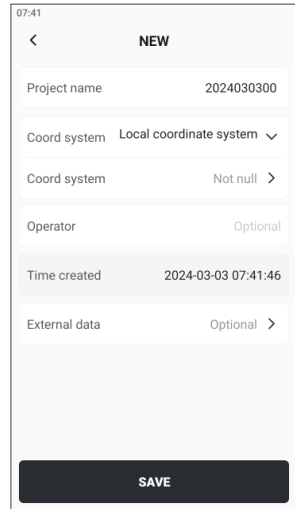 07:41
NEW
Project name 2024030300
Coord system Local coordinate system
Coord system Not null
Operator Optional
Time created 2024-03-03 07:41:46
External data Optional
SAVE